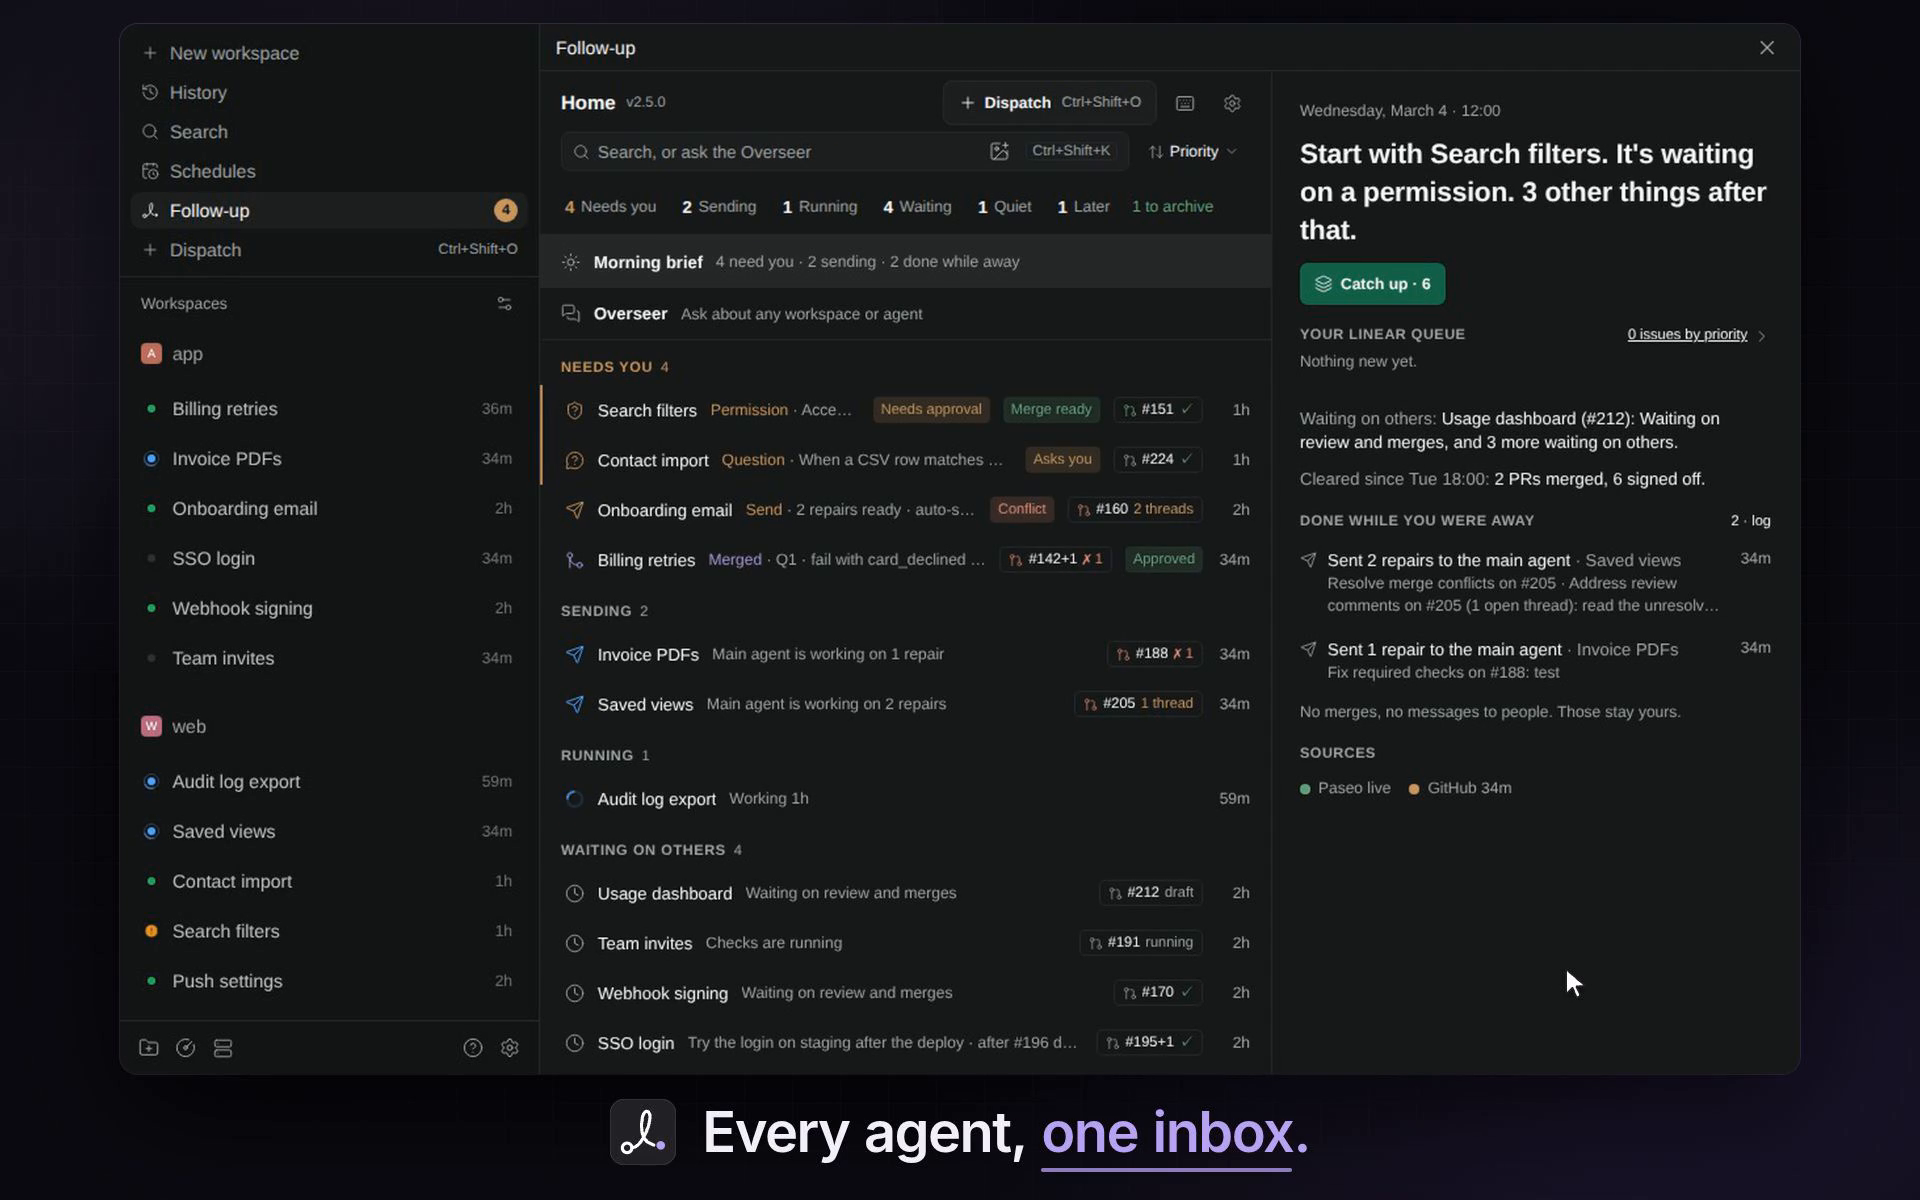 New workspace
History
Search
Schedules
Follow-up 4
Dispatch Ctrl+Shift+O
Workspaces
A app
Billing retries 36m
Invoice PDFs 34m
Onboarding email 2h
SSO login 34m
Webhook signing 2h
Team invites 34m
W web
Audit log export 59m
Saved views 34m
Contact import 1h
Search filters 1h
Push settings 2h
Follow-up
Home v2.5.0 Dispatch Ctrl+Shift+O
Search, or ask the Overseer Ctrl+Shift+K Priority
4 Needs you 2 Sending 1 Running 4 Waiting 1 Quiet 1 Later 1 to archive
Morning brief 4 need you · 2 sending · 2 done while away
Overseer Ask about any workspace or agent
NEEDS YOU 4
Search filters Permission · Acce… Needs approval Merge ready #151 ✓ 1h
Contact import Question · When a CSV row matches … Asks you #224 ✓ 1h
Onboarding email Send · 2 repairs ready · auto-s… Conflict #160 2 threads 2h
Billing retries Merged · Q1 · fail with card_declined … #142+1 ✗ 1 Approved 34m
SENDING 2
Invoice PDFs Main agent is working on 1 repair #188 ✗ 1 34m
Saved views Main agent is working on 2 repairs #205 1 thread 34m
RUNNING 1
Audit log export Working 1h 59m
WAITING ON OTHERS 4
Usage dashboard Waiting on review and merges #212 draft 2h
Team invites Checks are running #191 running 2h
Webhook signing Waiting on review and merges #170 ✓ 2h
SSO login Try the login on staging after the deploy · after #196 d… #195+1 ✓ 2h
Wednesday, March 4 · 12:00
Start with Search filters. It's waiting
on a permission. 3 other things after
that.
Catch up · 6
YOUR LINEAR QUEUE 0 issues by priority
Nothing new yet.
Waiting on others: Usage dashboard (#212): Waiting on
review and merges, and 3 more waiting on others.
Cleared since Tue 18:00: 2 PRs merged, 6 signed off.
DONE WHILE YOU WERE AWAY 2 · log
Sent 2 repairs to the main agent · Saved views 34m
Resolve merge conflicts on #205 · Address review
comments on #205 (1 open thread): read the unresolv…
Sent 1 repair to the main agent · Invoice PDFs 34m
Fix required checks on #188: test
No merges, no messages to people. Those stay yours.
SOURCES
Paseo live GitHub 34m
Every agent, one inbox.